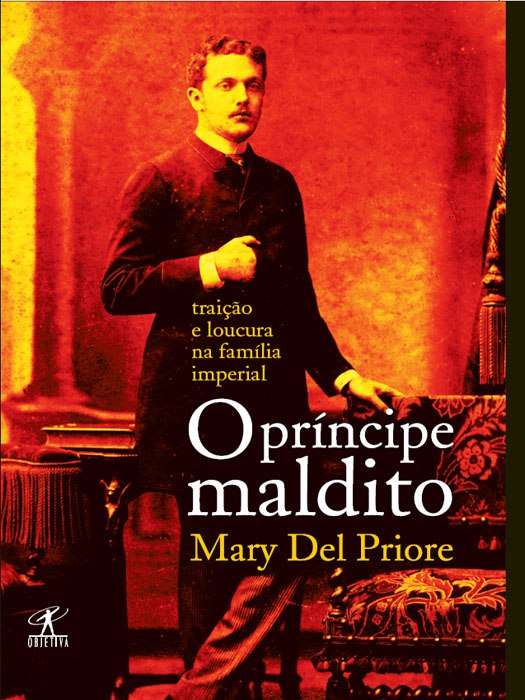 traição
e loucura
na família
imperial
O príncipe
maldito
Mary Del Priore
OBJETIVA